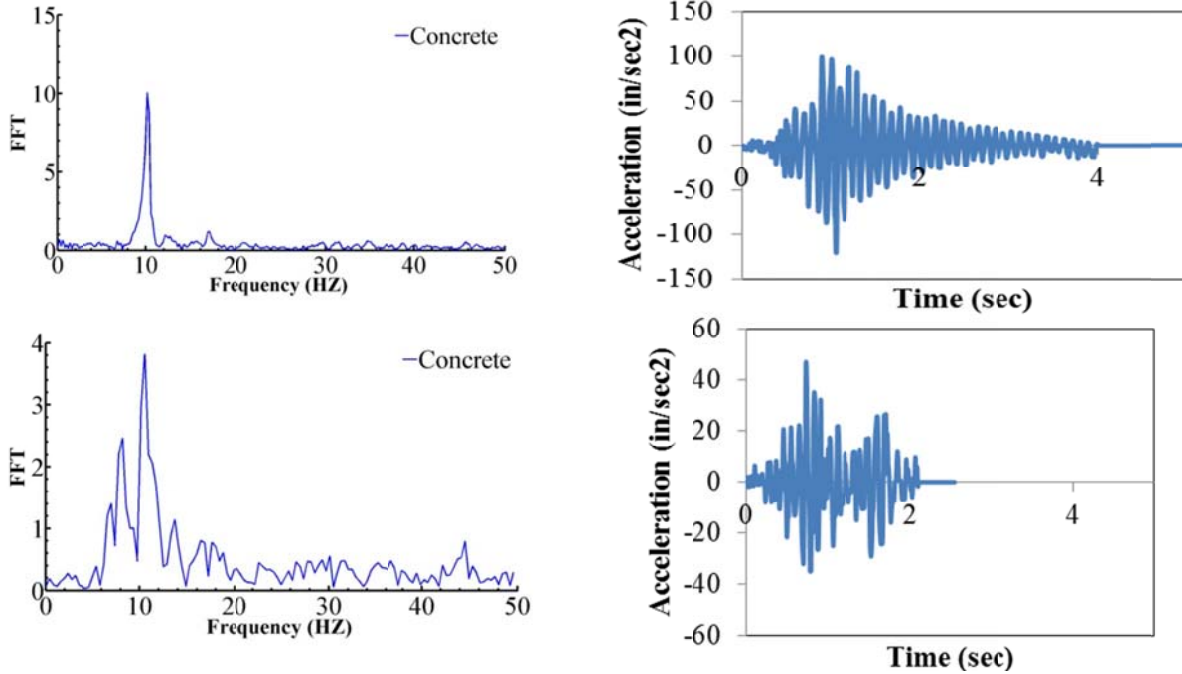 15
10
5
0
FFT
Concrete
0 10 20 30 40 50
Frequency (HZ)
150
100
50
0
-50
-100
-150
Acceleration (in/sec2)
0 2 4
Time (sec)
4
3
2
1
0
FFT
Concrete
0 10 20 30 40 50
Frequency (HZ)
60
40
20
0
-20
-40
-60
Acceleration (in/sec2)
0 2 4
Time (sec)